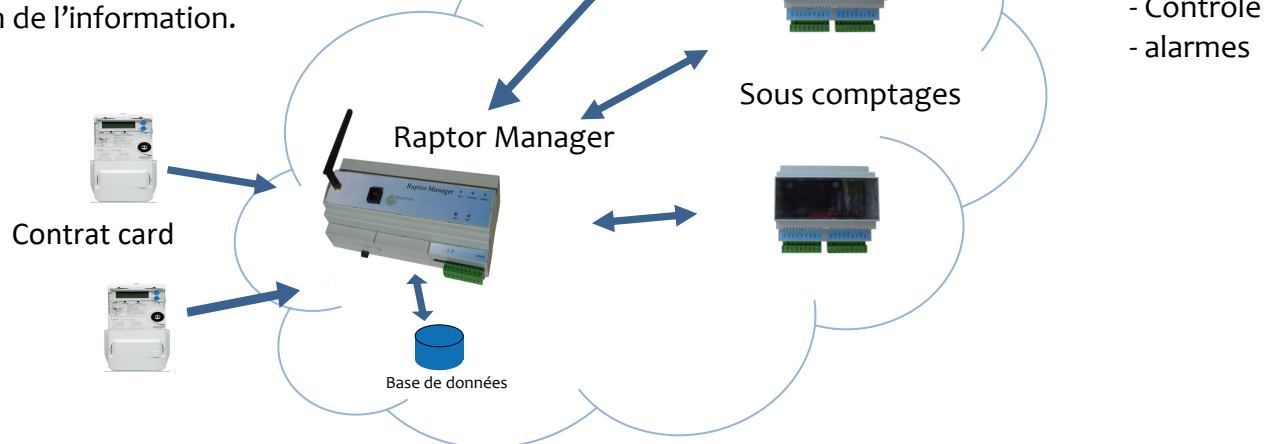 n de l’information.
- Contrôle
- alarmes
Sous comptages
Raptor Manager
Raptor Manager
Contrat card
Base de données